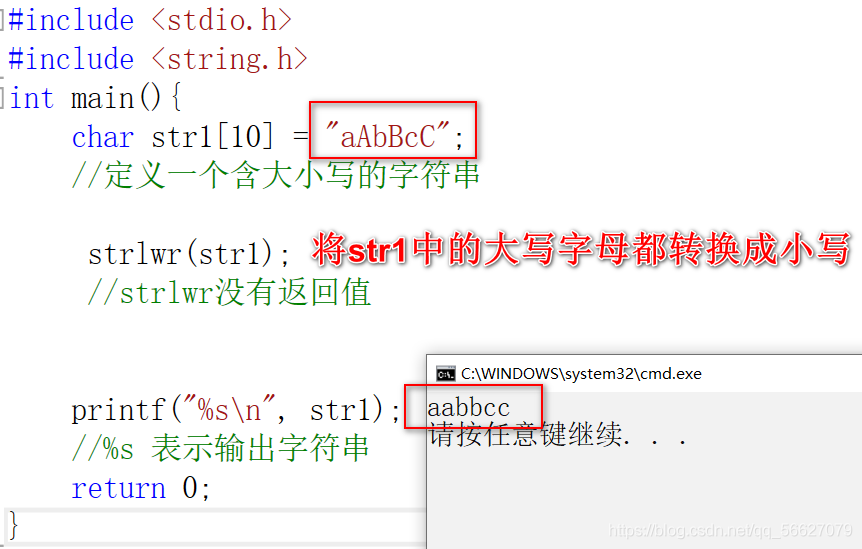 #include <stdio.h>
#include <string.h>
int main(){
char str1[10] = "aAbBcC";
//定义一个含大小写的字符串
strlwr(str1); 将str1中的大写字母都转换成小写
//strlwr没有返回值
C:\WINDOWS\system32\cmd.exe
printf("%s\n", str1); aabbcc
请按任意键继续. . .
//%s 表示输出字符串
return 0;
}
https://blog.csdn.net/qq_56627079